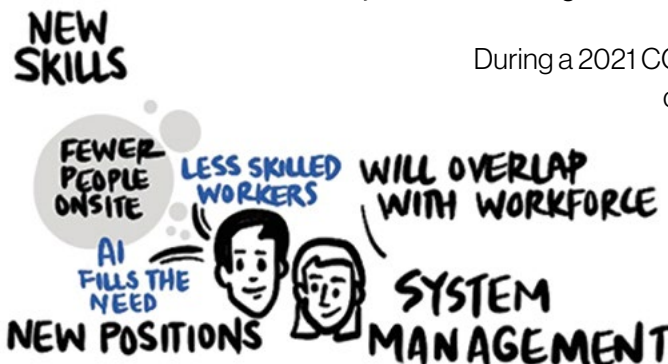 NEW
SKILLS
During a 2021
FEWER
PEOPLE
ONSITE
LESS SKILLED
WORKERS
WILL OVERLAP
WITH WORKFORCE
AI
FILLS THE
NEED
NEW POSITIONS
SYSTEM
MANAGEMENT